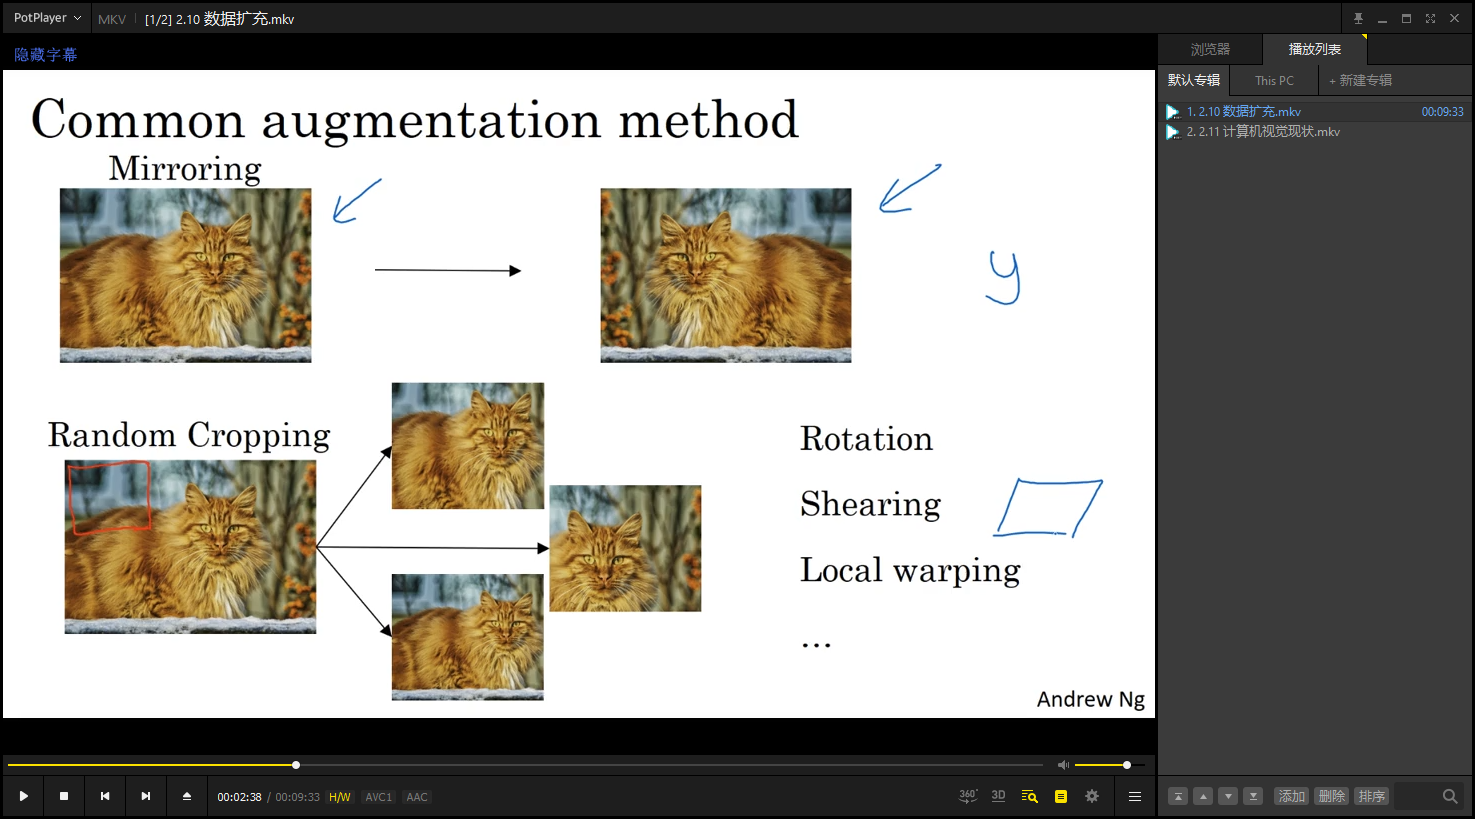 PotPlayer
MKV
[1/2] 2.10 数据扩充.mkv
隐藏字幕
Common augmentation method
Mirroring
y
Random Cropping
Rotation
Shearing
Local warping
...
Andrew Ng
00:02:38 / 00:09:33 H/W AVC1 AAC
360° 3D
浏览器 播放列表
默认专辑 This PC + 新建专辑
1. 2.10 数据扩充.mkv 00:09:33
2. 2.11 计算机视觉现状.mkv
添加 删除 排序